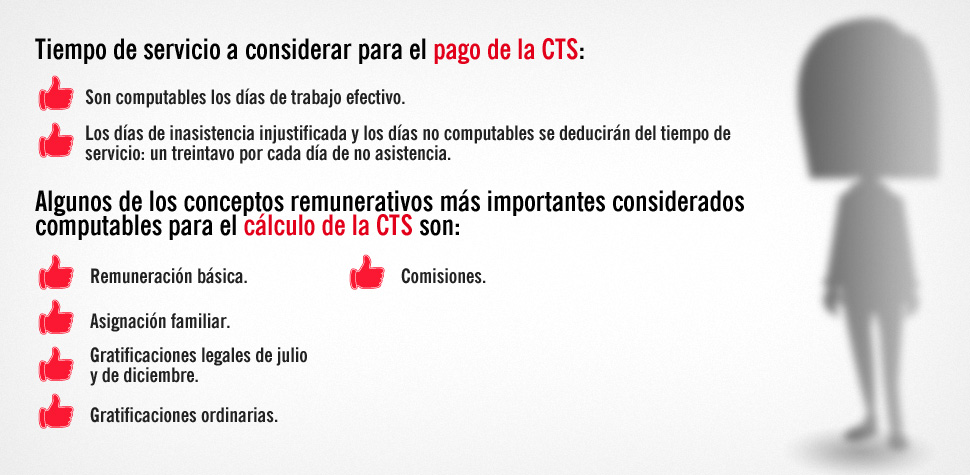 Tiempo de servicio a considerar para el pago de la CTS:
Son computables los días de trabajo efectivo.
Los días de inasistencia injustificada y los días no computables se deducirán del tiempo de
servicio: un treintavo por cada día de no asistencia.
Algunos de los conceptos remunerativos más importantes considerados
computables para el cálculo de la CTS son:
Remuneración básica.
Comisiones.
Asignación familiar.
Gratificaciones legales de julio
y de diciembre.
Gratificaciones ordinarias.